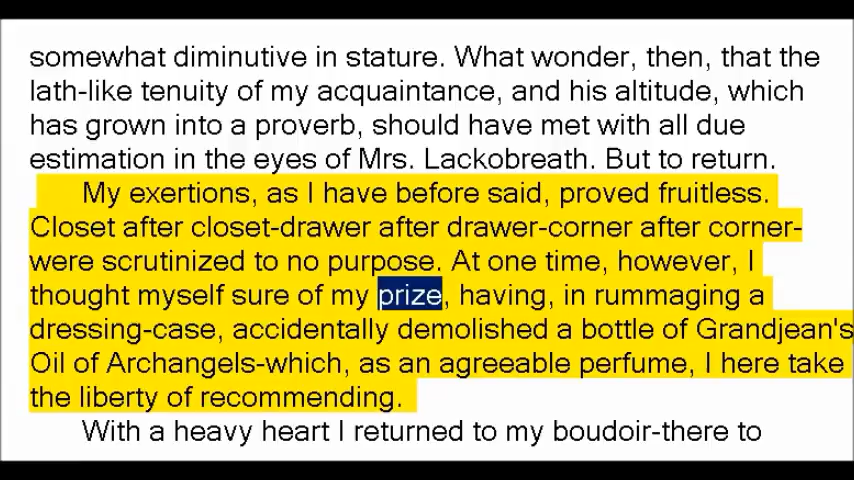 somewhat diminutive in stature. What wonder, then, that the
lath-like tenuity of my acquaintance, and his altitude, which
has grown into a proverb, should have met with all due
estimation in the eyes of Mrs. Lackobreath. But to return.
My exertions, as I have before said, proved fruitless.
Closet after closet-drawer after drawer-corner after corner-
were scrutinized to no purpose. At one time, however, I
thought myself sure of my prize, having, in rummaging a
dressing-case, accidentally demolished a bottle of Grandjean's
Oil of Archangels-which, as an agreeable perfume, I here take
the liberty of recommending.
With a heavy heart I returned to my boudoir-there to